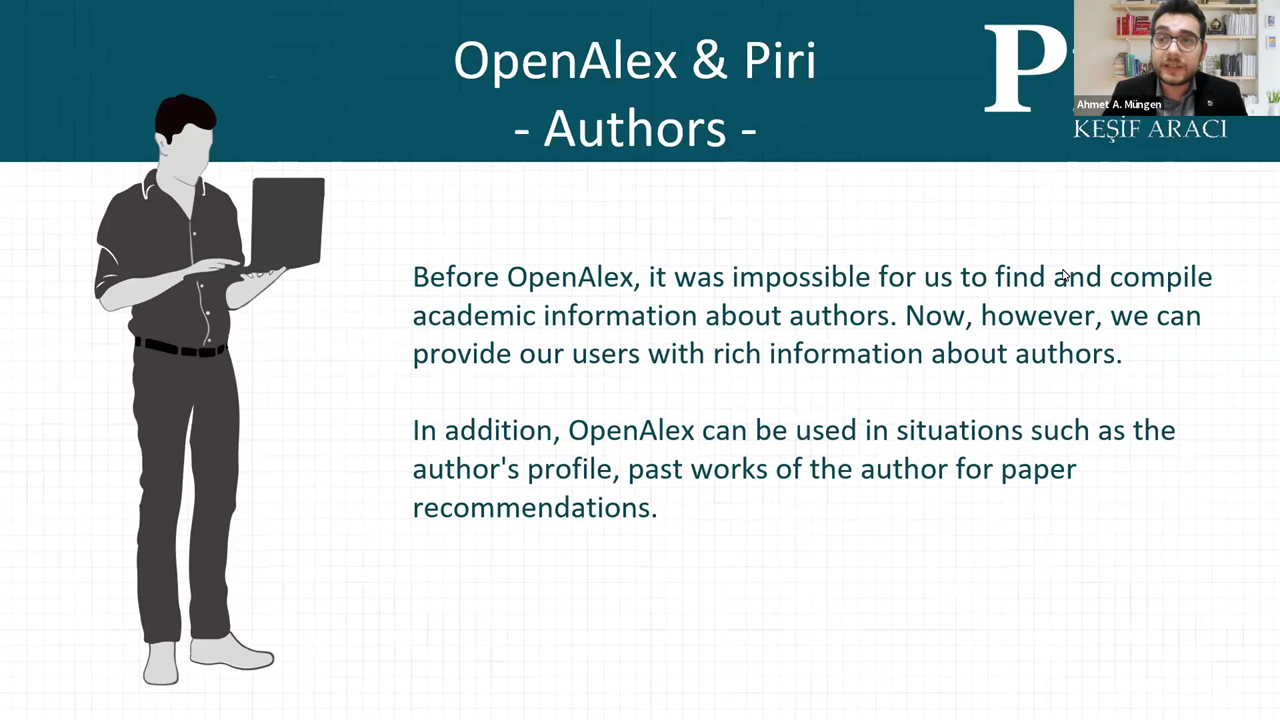 OpenAlex & Piri
- Authors -
P
Ahmet A. Müngen
KEŞİF ARACI
Before OpenAlex, it was impossible for us to find and compile
academic information about authors. Now, however, we can
provide our users with rich information about authors.
In addition, OpenAlex can be used in situations such as the
author's profile, past works of the author for paper
recommendations.